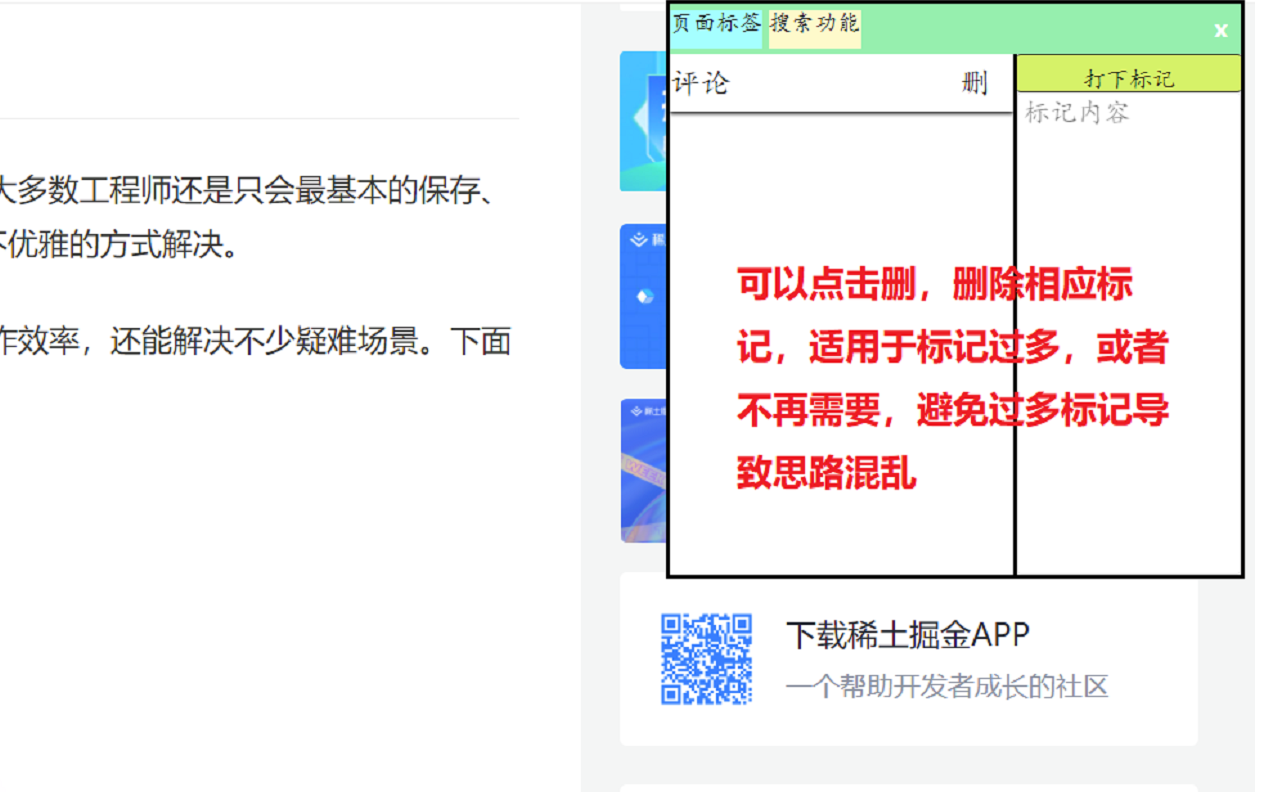 页面标签 搜索功能 x
评论 删 打下标记
标记内容
大多数工程师还是只会最基本的保存、
不优雅的方式解决。
作效率，还能解决不少疑难场景。下面
可以点击删，删除相应标
记，适用于标记过多，或者
不再需要，避免过多标记导
致思路混乱
下载稀土掘金APP
一个帮助开发者成长的社区